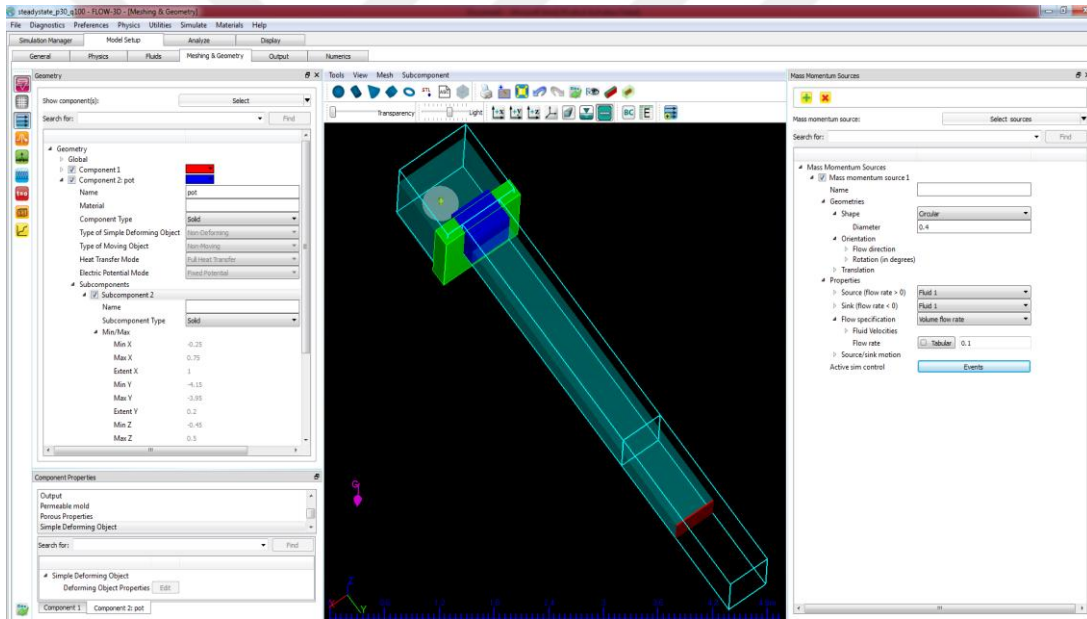 steadystate_p30_q100 - FLOW-3D - [Meshing & Geometry]
File Diagnostics Preferences Physics Utilities Simulate Materials Help
Simulation Manager Model Setup Analyze Display
General Physics Fluids Meshing & Geometry Output Numerics
Geometry
Show component(s): Select
Search for: Find
Geometry
Global
Component 1
Component 2: pot
Name pot
Material
Component Type Solid
Type of Simple Deforming Object Non-Deforming
Type of Moving Object Non-Moving
Heat Transfer Mode Full Heat Transfer
Electric Potential Mode Fixed Potential
Subcomponents
Subcomponent 2
Name
Subcomponent Type Solid
Min/Max
Min X -0.25
Max X 0.75
Extent X 1
Min Y -4.15
Max Y -3.95
Extent Y 0.2
Min Z -0.45
Max Z 0.5
Component Properties
Output
Permeable mold
Porous Properties
Simple Deforming Object
Search for: Find
Simple Deforming Object
Deforming Object Properties Edit
Component 1 Component 2: pot
Tools View Mesh Subcomponent
Transparency Light
BC E
G
Z
X Y
Mass Momentum Sources
Mass momentum source: Select sources
Search for: Find
Mass Momentum Sources
Mass momentum source 1
Name
Geometries
Shape Circular
Diameter 0.4
Orientation
Flow direction
Rotation (in degrees)
Translation
Properties
Source (flow rate > 0) Fluid 1
Sink (flow rate < 0) Fluid 1
Flow specification Volume flow rate
Fluid Velocities
Flow rate Tabular 0.1
Source/sink motion
Active sim control Events